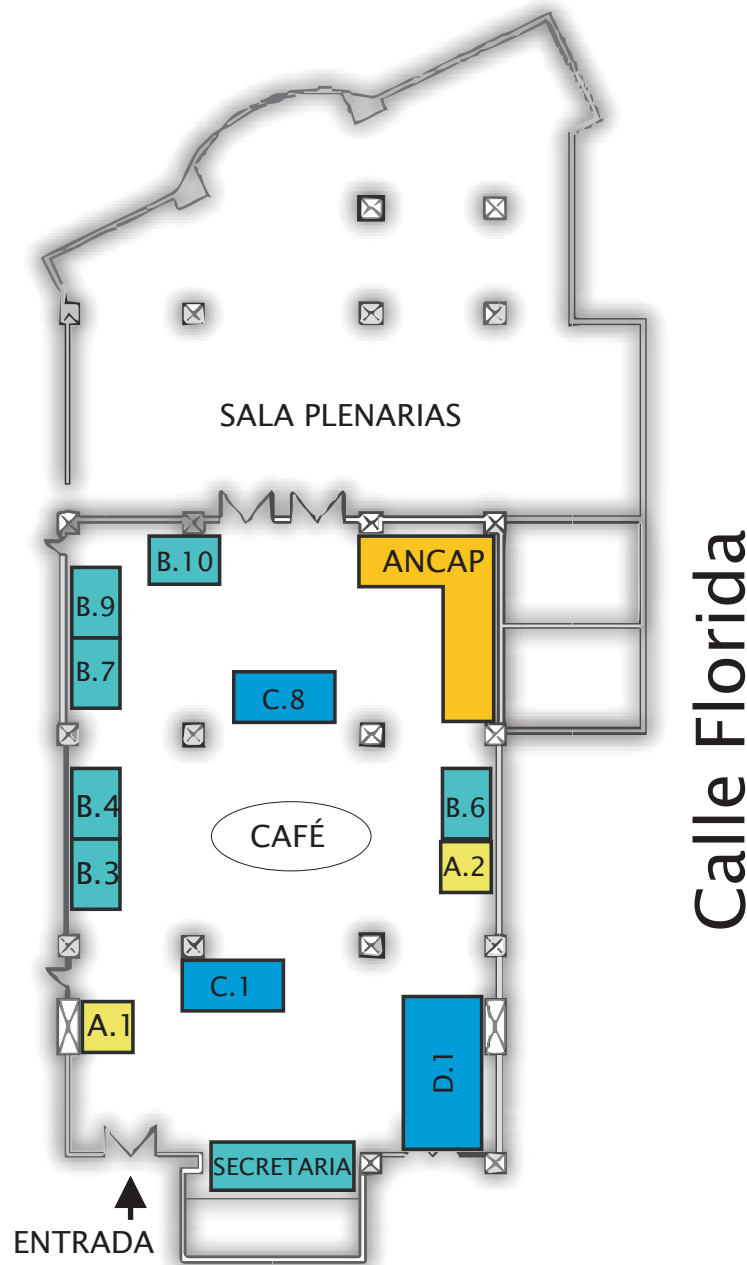 SALA PLENARIAS
B.10
ANCAP
B.9
B.7
C.8
Calle Florida
B.4
B.6
CAFÉ
B.3
A.2
C.1
A.1
D.1
SECRETARIA
ENTRADA